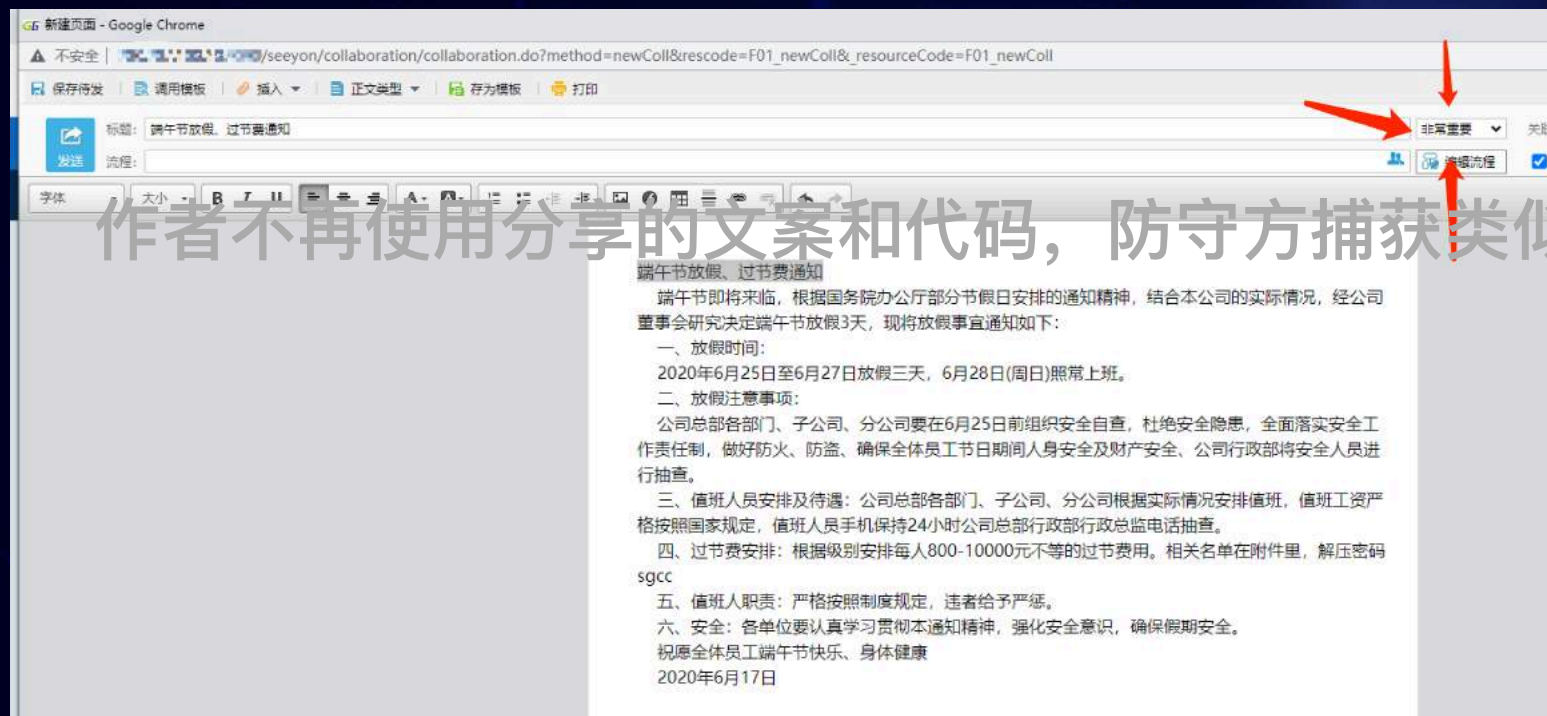 新建页面 - Google Chrome
不安全 | /seeyon/collaboration/collaboration.do?method=newColl&rescode=F01_newColl&_resourceCode=F01_newColl
保存待发 调用模板 插入 正文类型 存为模板 打印
标题: 端午节放假、过节费通知 非常重要
发送 流程: 编辑流程
字体 大小 B I U
作者不再使用分享的文案和代码，防守方捕获类似
端午节放假、过节费通知
端午节即将来临，根据国务院办公厅部分节假日安排的通知精神，结合本公司的实际情况，经公司
董事会研究决定端午节放假3天，现将放假事宜通知如下：
一、放假时间：
2020年6月25日至6月27日放假三天，6月28日(周日)照常上班。
二、放假注意事项：
公司总部各部门、子公司、分公司要在6月25日前组织安全自查，杜绝安全隐患，全面落实安全工
作责任制，做好防火、防盗、确保全体员工节日期间人身安全及财产安全、公司行政部将安全人员进
行抽查。
三、值班人员安排及待遇：公司总部各部门、子公司、分公司根据实际情况安排值班，值班工资严
格按照国家规定，值班人员手机保持24小时公司总部行政部行政总监电话抽查。
四、过节费安排：根据级别安排每人800-10000元不等的过节费用。相关名单在附件里，解压密码
sgcc
五、值班人职责：严格按照制度规定，违者给予严惩。
六、安全：各单位要认真学习贯彻本通知精神，强化安全意识，确保假期安全。
祝愿全体员工端午节快乐、身体健康
2020年6月17日